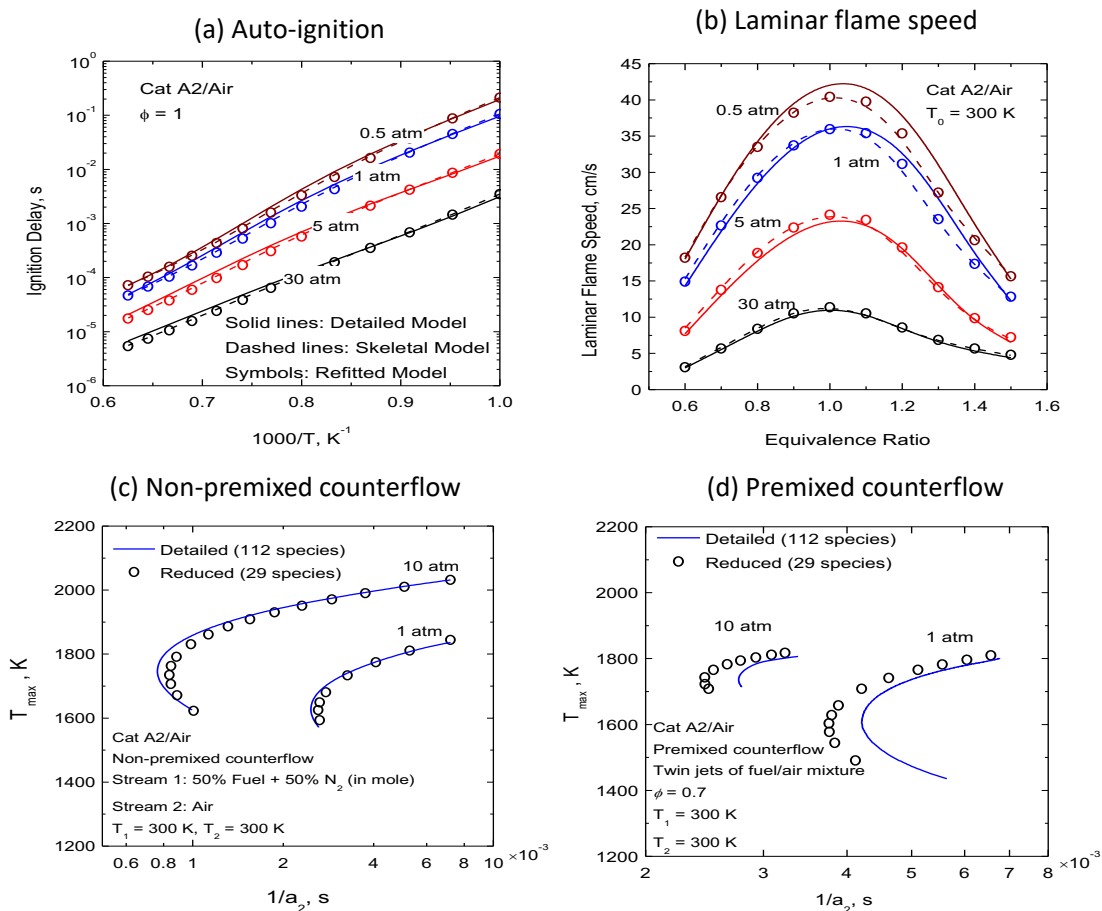 (a) Auto-ignition
10^0
10^-1
10^-2
10^-3
10^-4
10^-5
10^-6
Ignition Delay, s
Cat A2/Air
ϕ = 1
0.5 atm
1 atm
5 atm
30 atm
Solid lines: Detailed Model
Dashed lines: Skeletal Model
Symbols: Refitted Model
0.6 0.7 0.8 0.9 1.0
1000/T, K^-1
(b) Laminar flame speed
45
40
35
30
25
20
15
10
5
0
Laminar Flame Speed, cm/s
Cat A2/Air
T_o = 300 K
0.5 atm
1 atm
5 atm
30 atm
0.6 0.8 1.0 1.2 1.4 1.6
Equivalence Ratio
(c) Non-premixed counterflow
2200
2000
1800
1600
1400
1200
T_max, K
Detailed (112 species)
Reduced (29 species)
10 atm
1 atm
Cat A2/Air
Non-premixed counterflow
Stream 1: 50% Fuel + 50% N_2 (in mole)
Stream 2: Air
T_1 = 300 K, T_2 = 300 K
0.6 0.8 1 2 4 6 8 10 ×10^-3
1/a_2, s
(d) Premixed counterflow
2200
2000
1800
1600
1400
1200
T_max, K
Detailed (112 species)
Reduced (29 species)
10 atm
1 atm
Cat A2/Air
Premixed counterflow
Twin jets of fuel/air mixture
ϕ = 0.7
T_1 = 300 K
T_2 = 300 K
2 3 4 5 6 7 8 ×10^-3
1/a_2, s